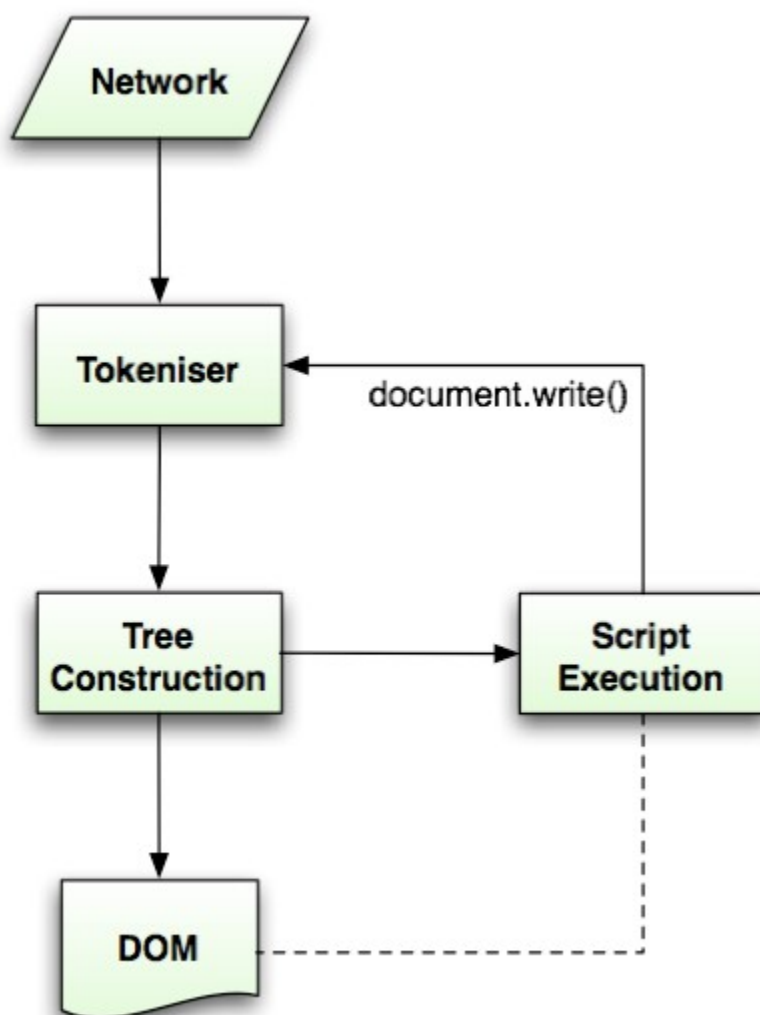 Network
Tokeniser
document.write()
Tree
Construction
Script
Execution
DOM